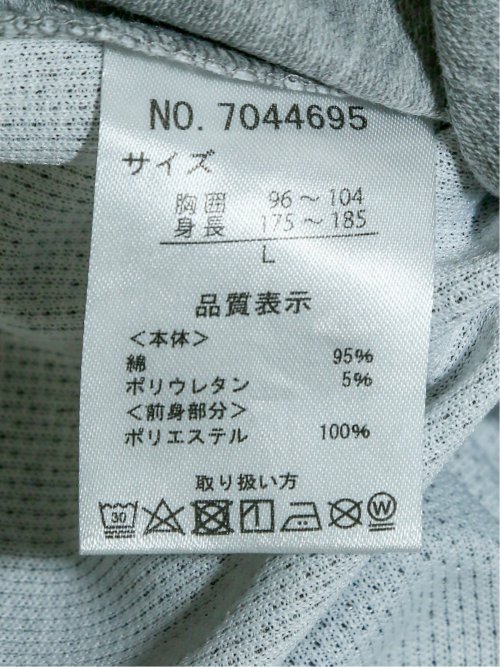 NO. 7044695
サイズ
胸囲 96～104
身長 175～185
L
品質表示
<本体>
綿 95%
ポリウレタン 5%
<前身部分>
ポリエステル 100%
取り扱い方
30 W